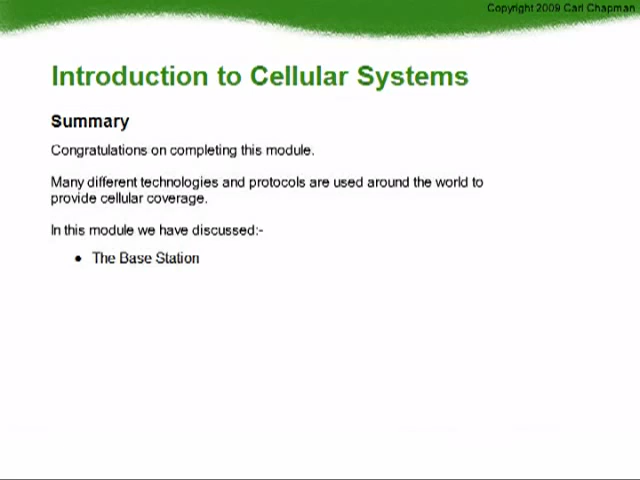 Copyright 2009 Carl Chapman
Introduction to Cellular Systems
Summary
Congratulations on completing this module.
Many different technologies and protocols are used around the world to
provide cellular coverage.
In this module we have discussed:-
• The Base Station